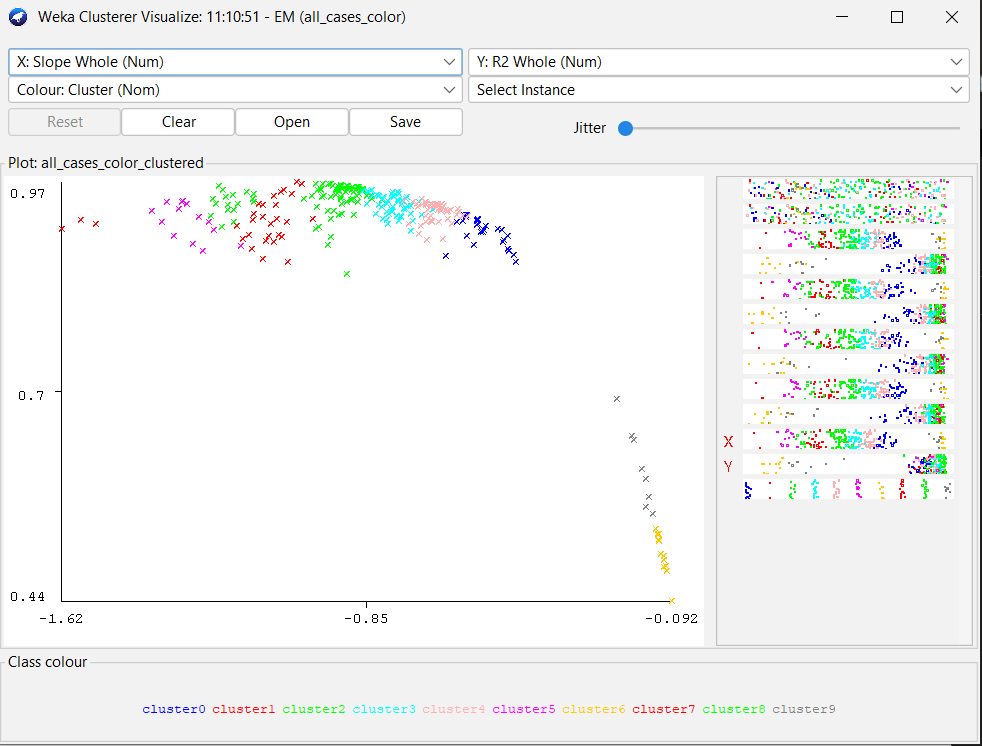 Weka Clusterer Visualize: 11:10:51 - EM (all_cases_color)
X: Slope Whole (Num) Y: R2 Whole (Num)
Colour: Cluster (Nom) Select Instance
Reset Clear Open Save Jitter
Plot: all_cases_color_clustered
0.97
0.7
0.44
-1.62 -0.85 -0.092
X
Y
Class colour
cluster0 cluster1 cluster2 cluster3 cluster4 cluster5 cluster6 cluster7 cluster8 cluster9